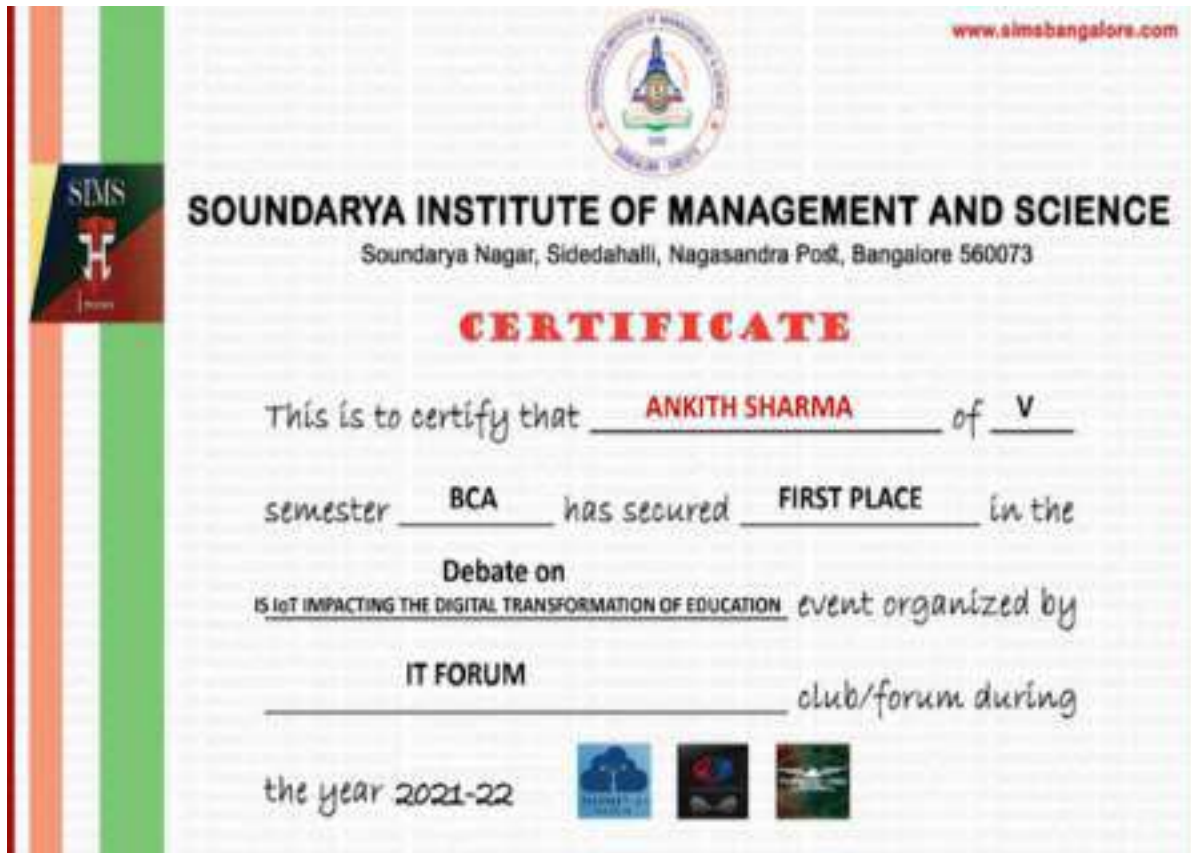 www.simsbangalore.com
SIMS
SOUNDARYA INSTITUTE OF MANAGEMENT AND SCIENCE
Soundarya Nagar, Sidedahalli, Nagasandra Post, Bangalore 560073
CERTIFICATE
This is to certify that ANKITH SHARMA of V
semester BCA has secured FIRST PLACE in the
Debate on
IS IoT IMPACTING THE DIGITAL TRANSFORMATION OF EDUCATION event organized by
IT FORUM
club/forum during
the year 2021-22